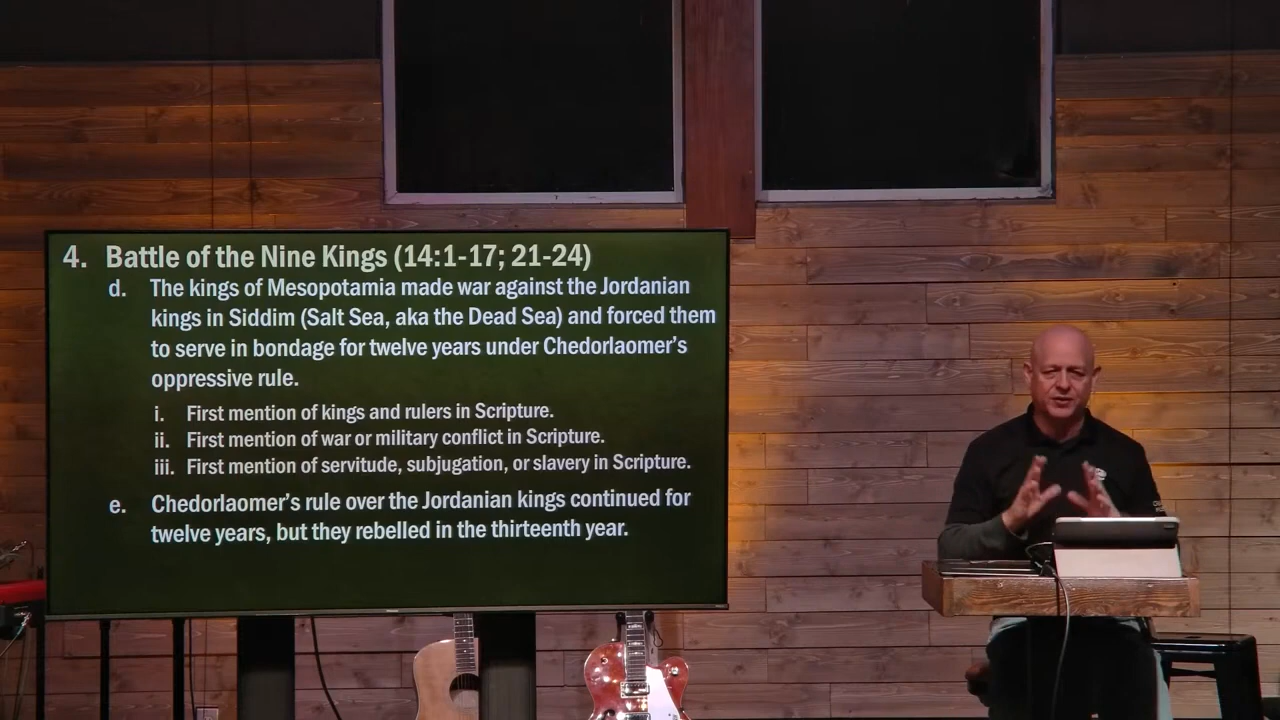 4. Battle of the Nine Kings (14:1-17; 21-24)
d. The kings of Mesopotamia made war against the Jordanian
kings in Siddim (Salt Sea, aka the Dead Sea) and forced them
to serve in bondage for twelve years under Chedorlaomer's
oppressive rule.
i. First mention of kings and rulers in Scripture.
ii. First mention of war or military conflict in Scripture.
iii. First mention of servitude, subjugation, or slavery in Scripture.
e. Chedorlaomer's rule over the Jordanian kings continued for
twelve years, but they rebelled in the thirteenth year.